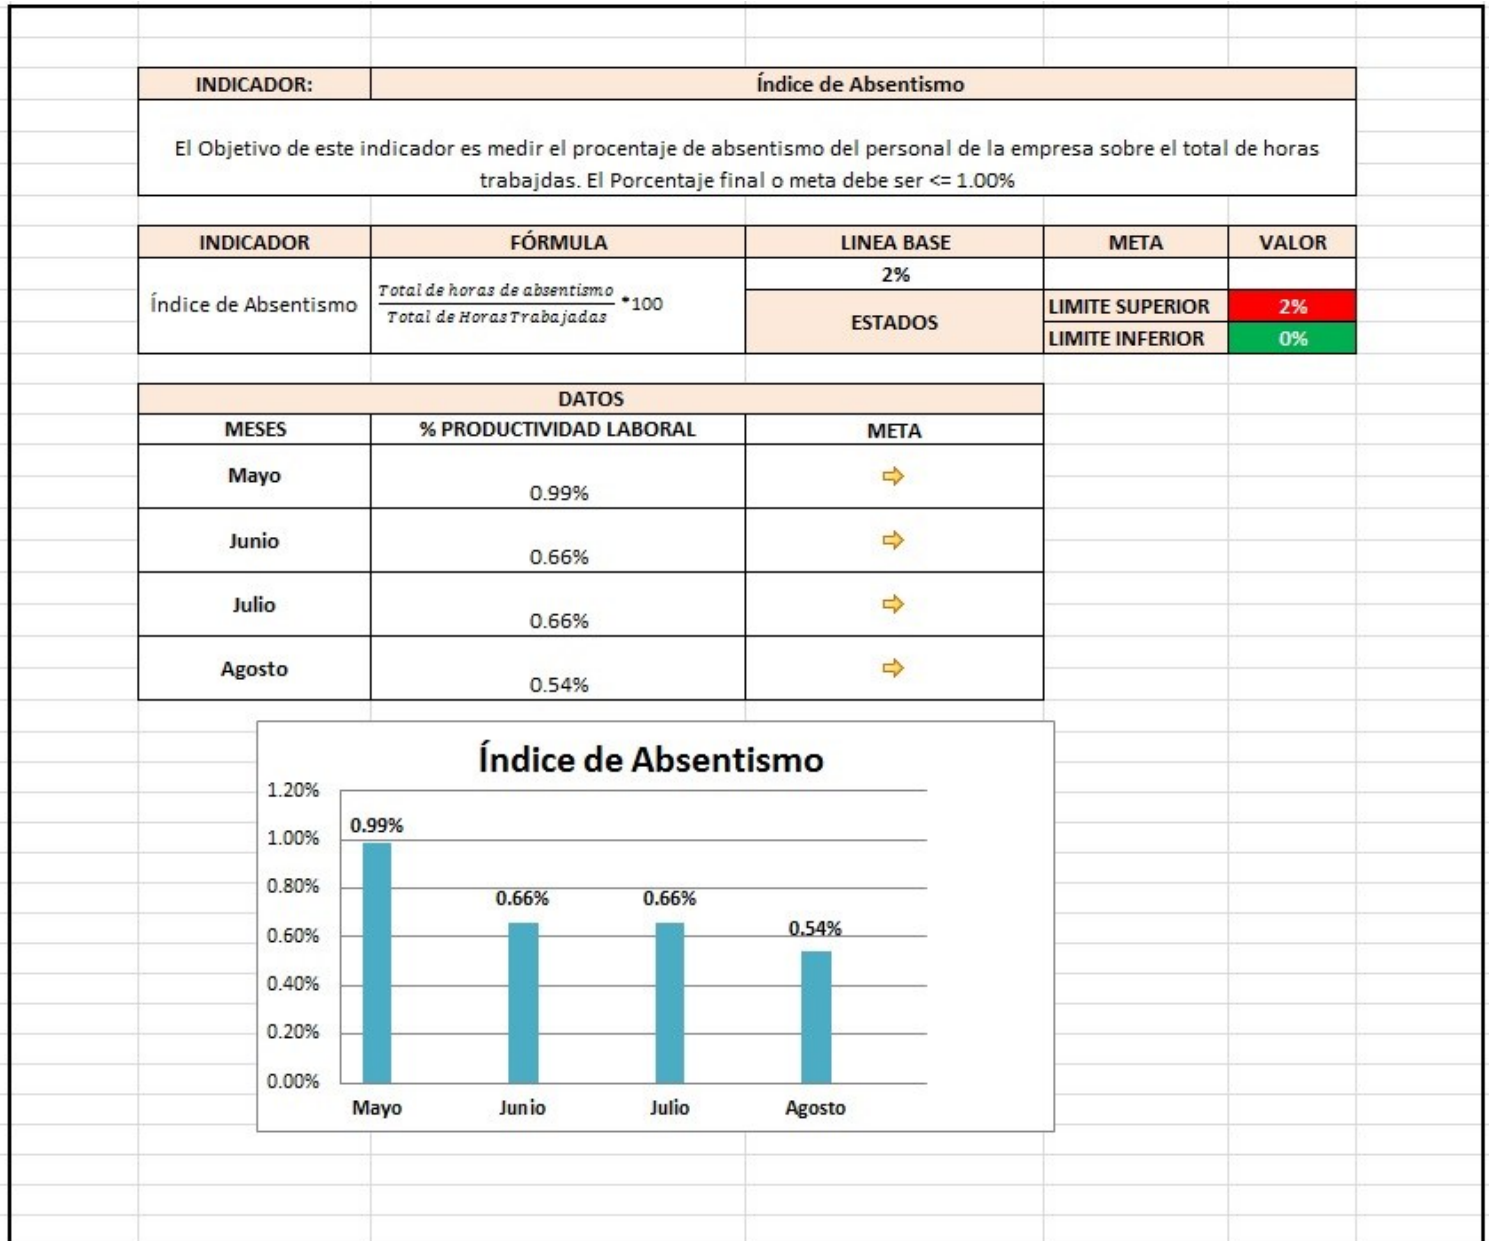 INDICADOR: Índice de Absentismo
El Objetivo de este indicador es medir el procentaje de absentismo del personal de la empresa sobre el total de horas
trabajdas. El Porcentaje final o meta debe ser <= 1.00%
INDICADOR FÓRMULA LINEA BASE META VALOR
Índice de Absentismo
Total de horas de absentismo
Total de Horas Trabajadas
*100
2%
ESTADOS
LIMITE SUPERIOR 2%
LIMITE INFERIOR 0%
DATOS
MESES % PRODUCTIVIDAD LABORAL META
Mayo 0.99%
Junio 0.66%
Julio 0.66%
Agosto 0.54%
Índice de Absentismo
1.20%
1.00%
0.80%
0.60%
0.40%
0.20%
0.00%
0.99%
0.66%
0.66%
0.54%
Mayo Junio Julio Agosto